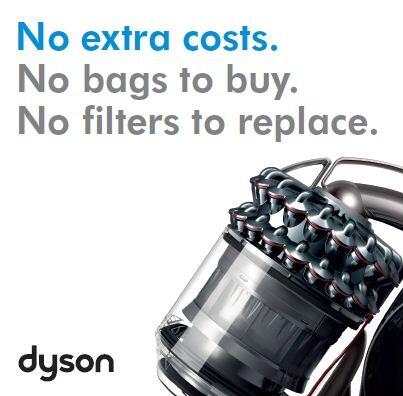 No extra costs.
No bags to buy.
No filters to replace.
dyson